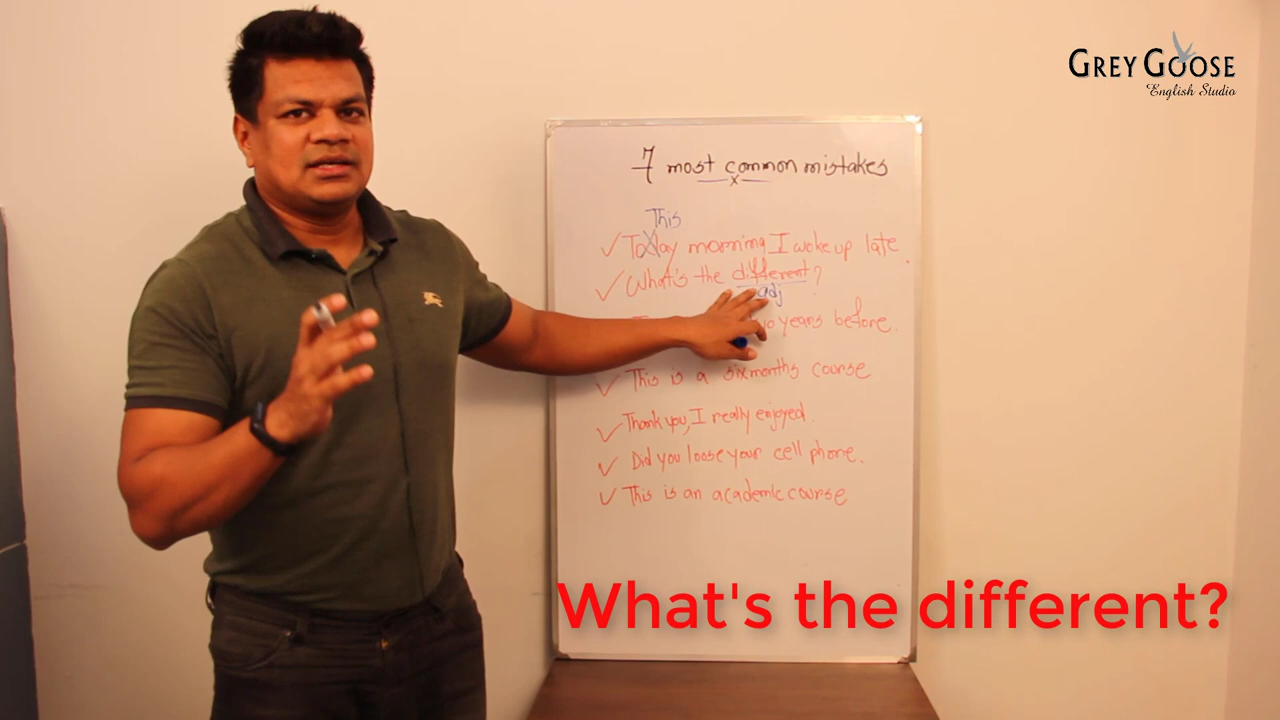 GREY GOOSE
English Studio
7 most common mistakes
x
This
Today morning I woke up late.
What's the different?
adj
years before.
This is a six months course
Thank you, I really enjoyed.
Did you loose your cell phone.
This is an academic course
What's the different?